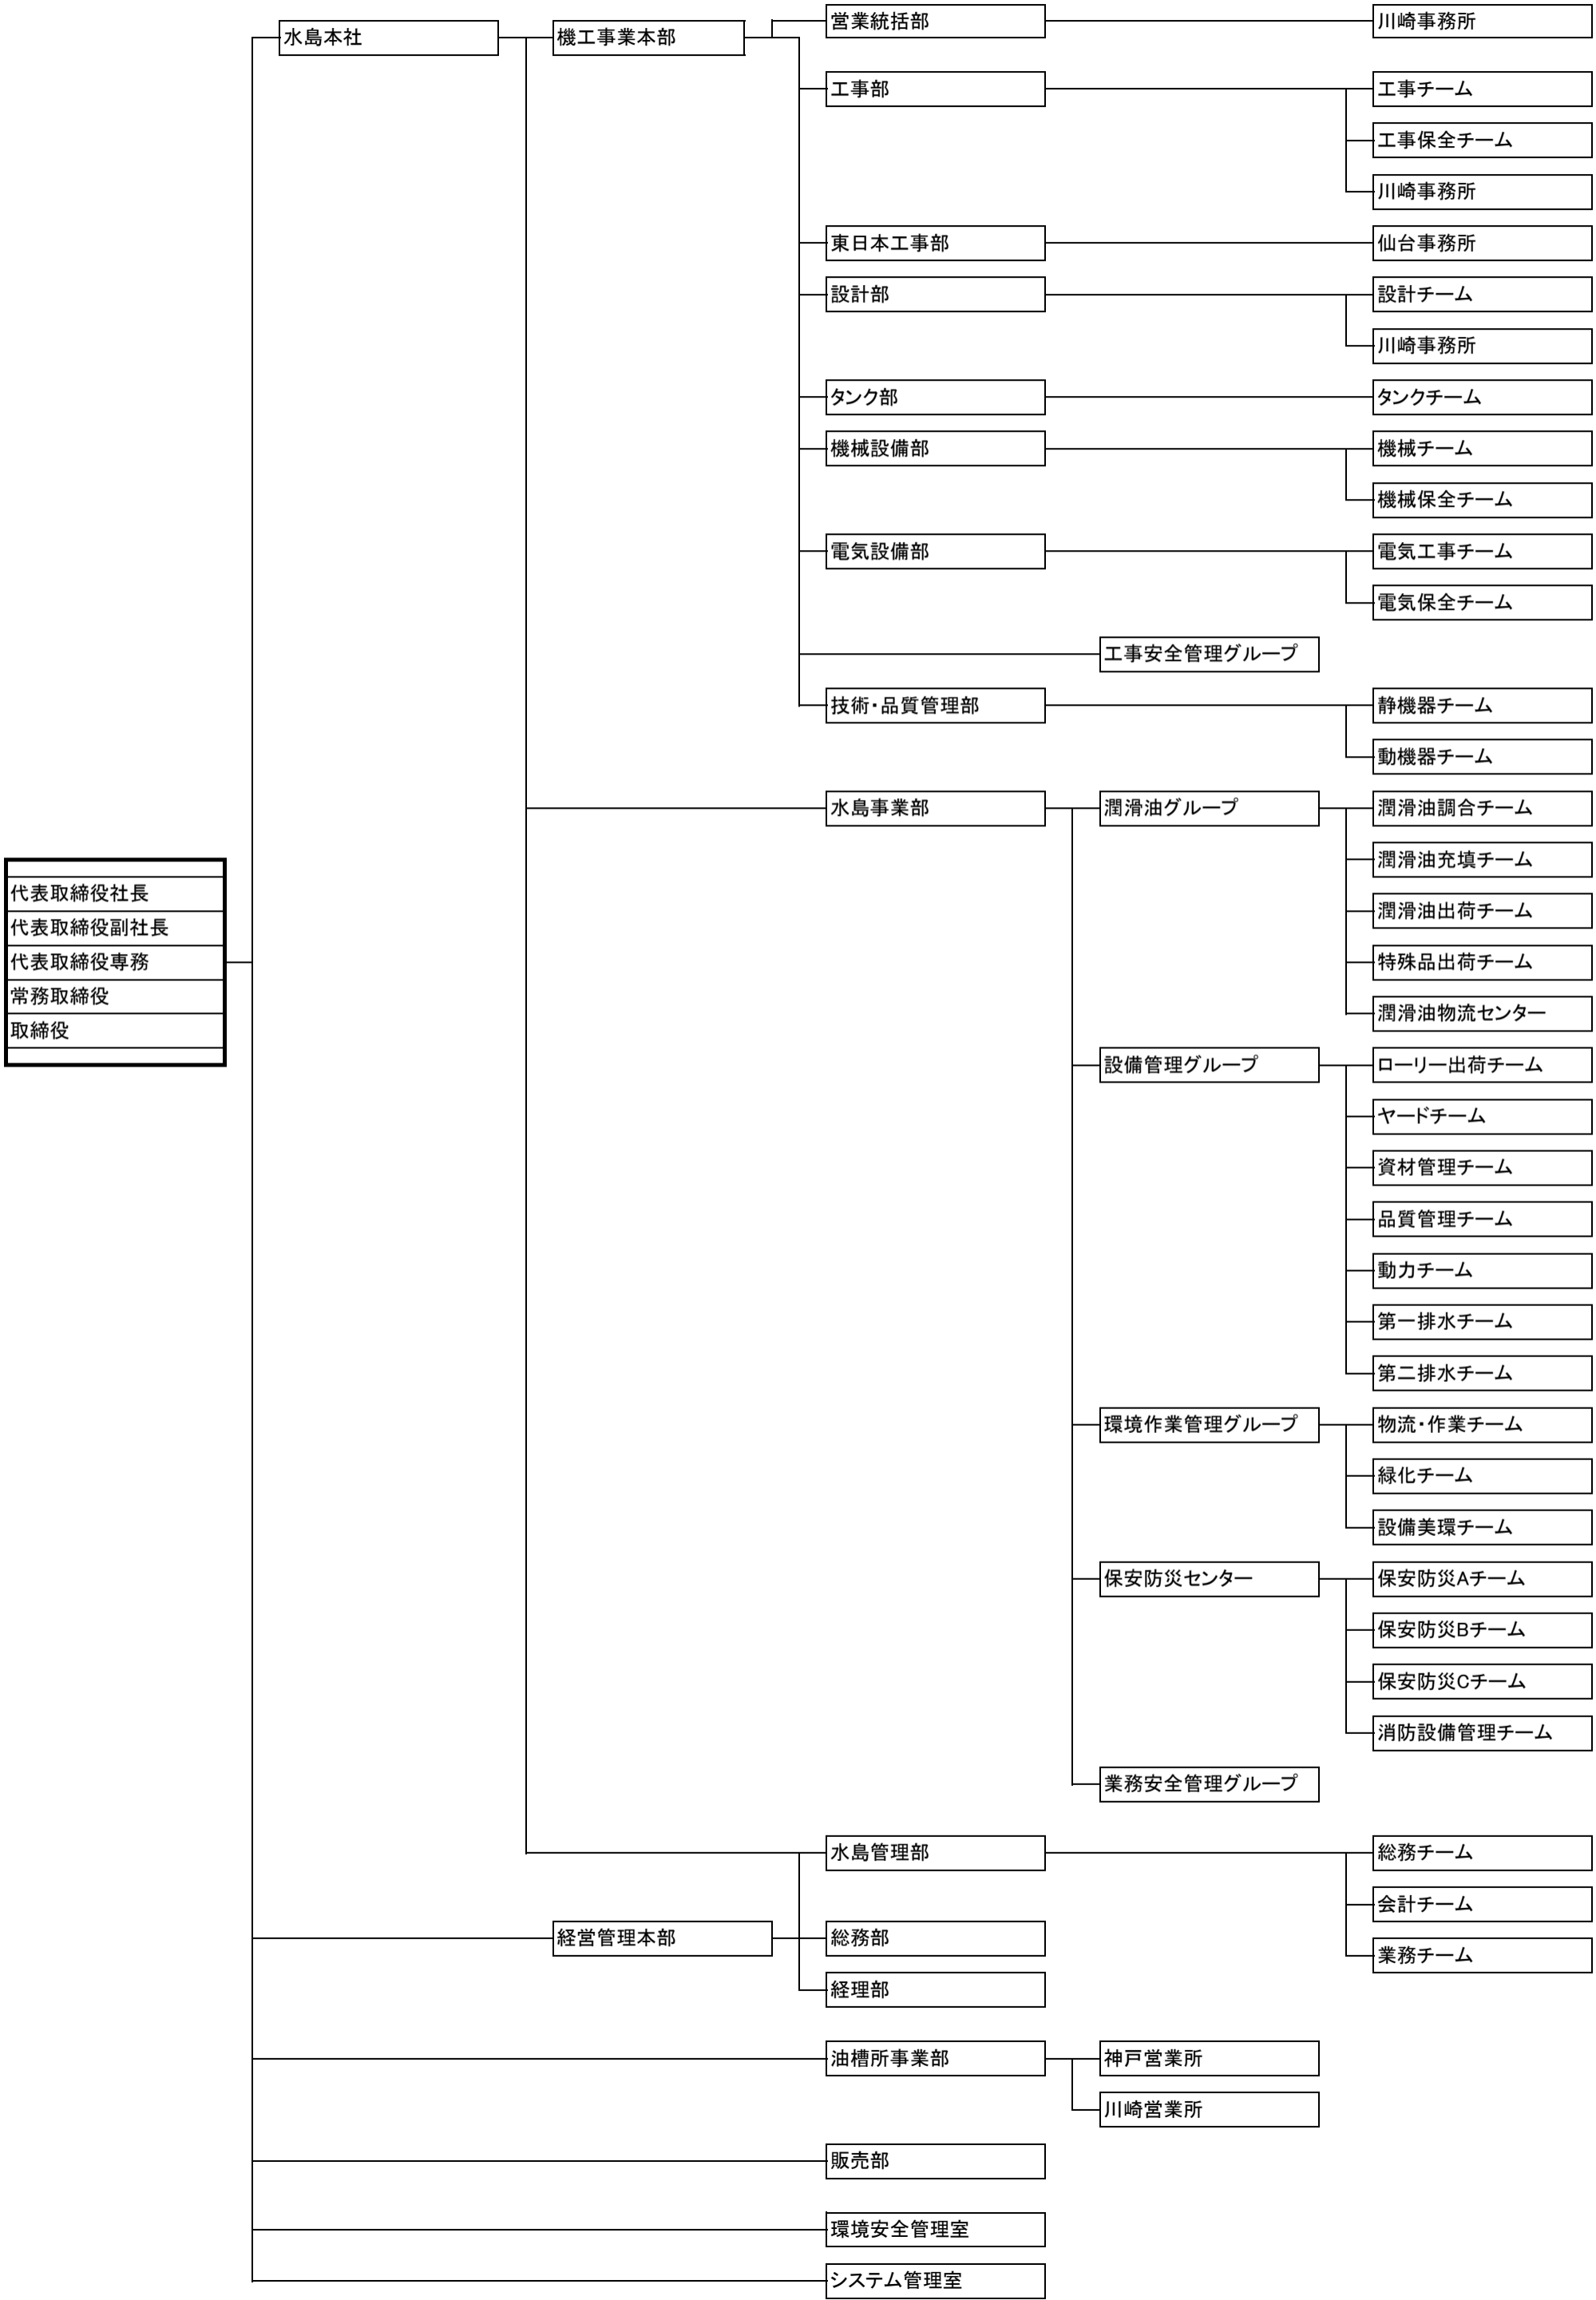 水島本社
機工事業本部
営業統括部
川崎事務所
工事部
工事チーム
工事保全チーム
川崎事務所
東日本工事部
仙台事務所
設計部
設計チーム
川崎事務所
タンク部
タンクチーム
機械設備部
機械チーム
機械保全チーム
電気設備部
電気工事チーム
電気保全チーム
工事安全管理グループ
技術・品質管理部
静機器チーム
動機器チーム
水島事業部
潤滑油グループ
潤滑油調合チーム
潤滑油充填チーム
潤滑油出荷チーム
特殊品出荷チーム
潤滑油物流センター
代表取締役社長
代表取締役副社長
代表取締役専務
常務取締役
取締役
設備管理グループ
ローリー出荷チーム
ヤードチーム
資材管理チーム
品質管理チーム
動力チーム
第一排水チーム
第二排水チーム
環境作業管理グループ
物流・作業チーム
緑化チーム
設備美環チーム
保安防災センター
保安防災Aチーム
保安防災Bチーム
保安防災Cチーム
消防設備管理チーム
業務安全管理グループ
水島管理部
総務チーム
会計チーム
業務チーム
経営管理本部
総務部
経理部
油槽所事業部
神戸営業所
川崎営業所
販売部
環境安全管理室
システム管理室